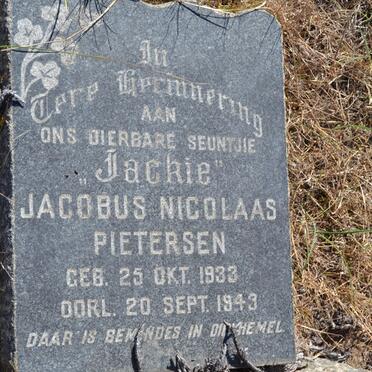 In
Tere Herinnering
AAN
ONS DIERBARE SEUNTJIE
„Jackie”
JACOBUS NICOLAAS
PIETERSEN
GEB. 25 OKT. 1933
OORL. 20 SEPT. 1943
DAAR IS BEMINDES IN DIE HEMEL